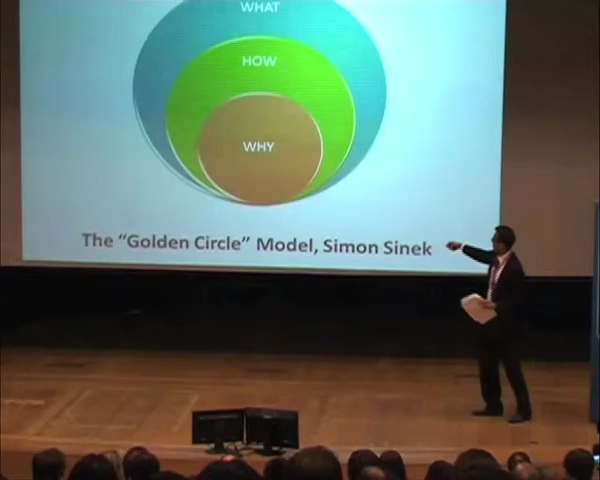 WHAT
HOW
WHY
The “Golden Circle” Model, Simon Sinek